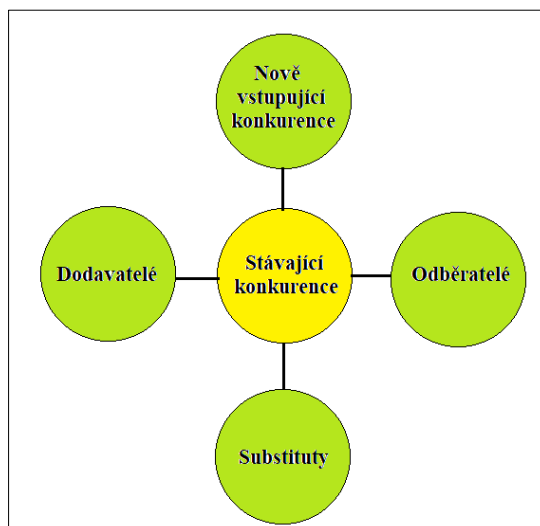 Nově
vstupující
konkurence
Dodavatelé
Stávající
konkurence
Odběratelé
Substituty